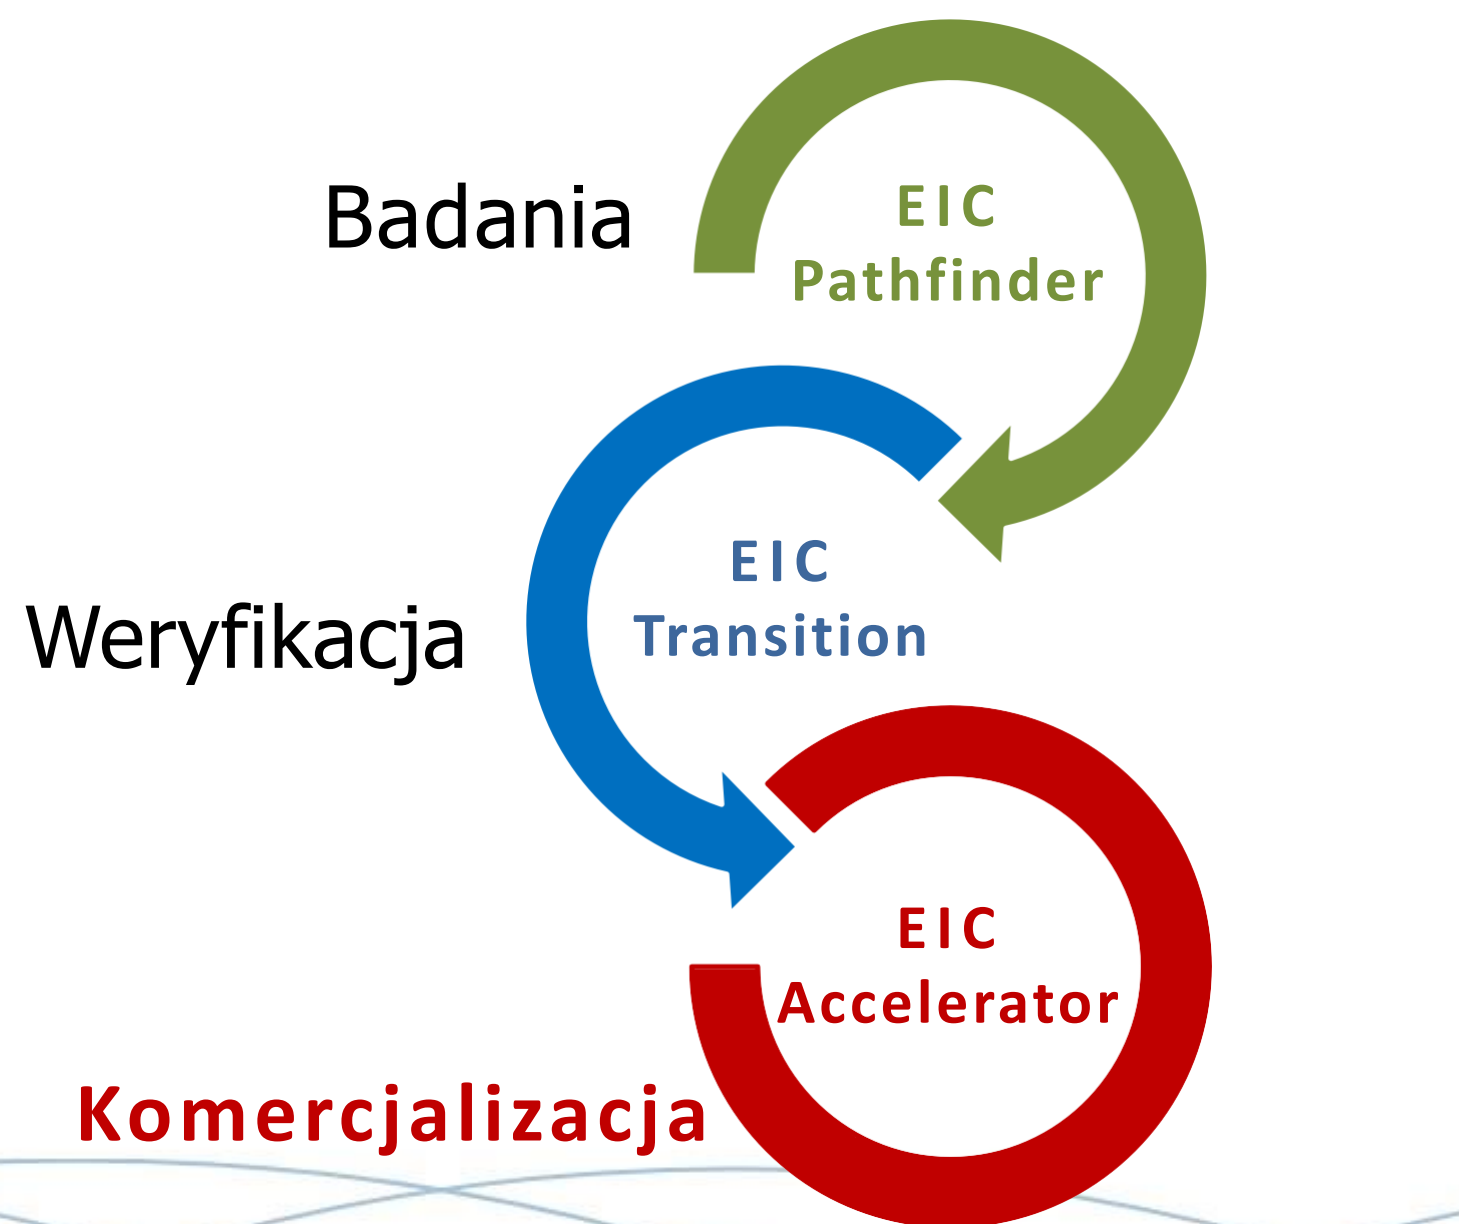 Badania
EIC
Pathfinder
EIC
Transition
Weryfikacja
EIC
Accelerator
Komercjalizacja